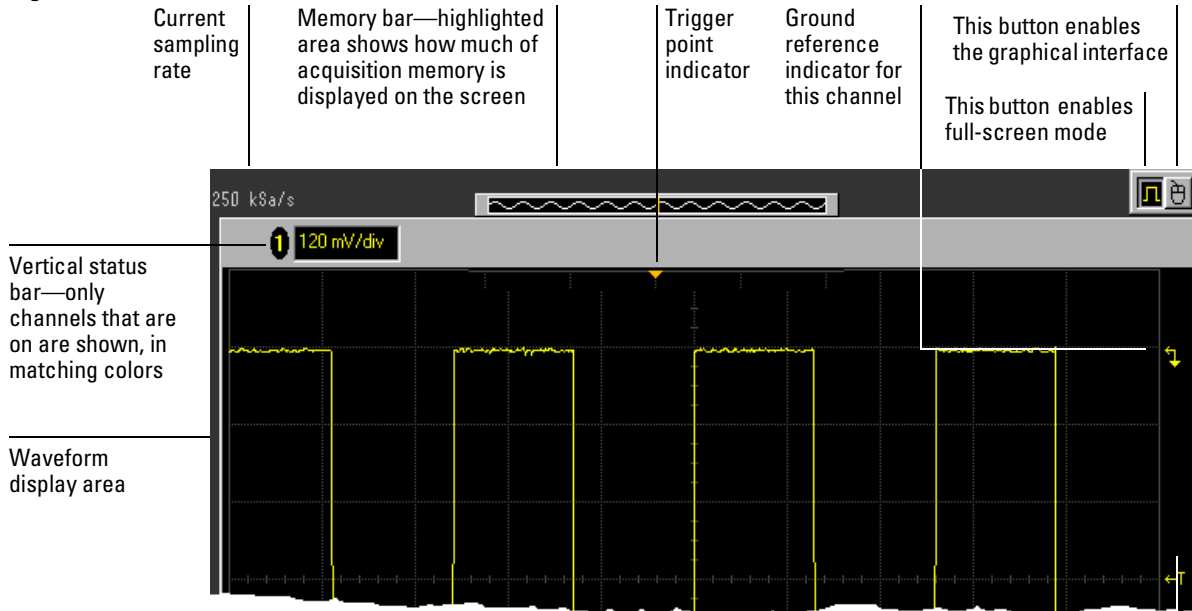 Current
sampling
rate
Memory bar—highlighted
area shows how much of
acquisition memory is
displayed on the screen
Trigger
point
indicator
Ground
reference
indicator for
this channel
This button enables
the graphical interface
This button enables
full-screen mode
250 kSa/s
1 120 mV/div
Vertical status
bar—only
channels that are
on are shown, in
matching colors
Waveform
display area
T